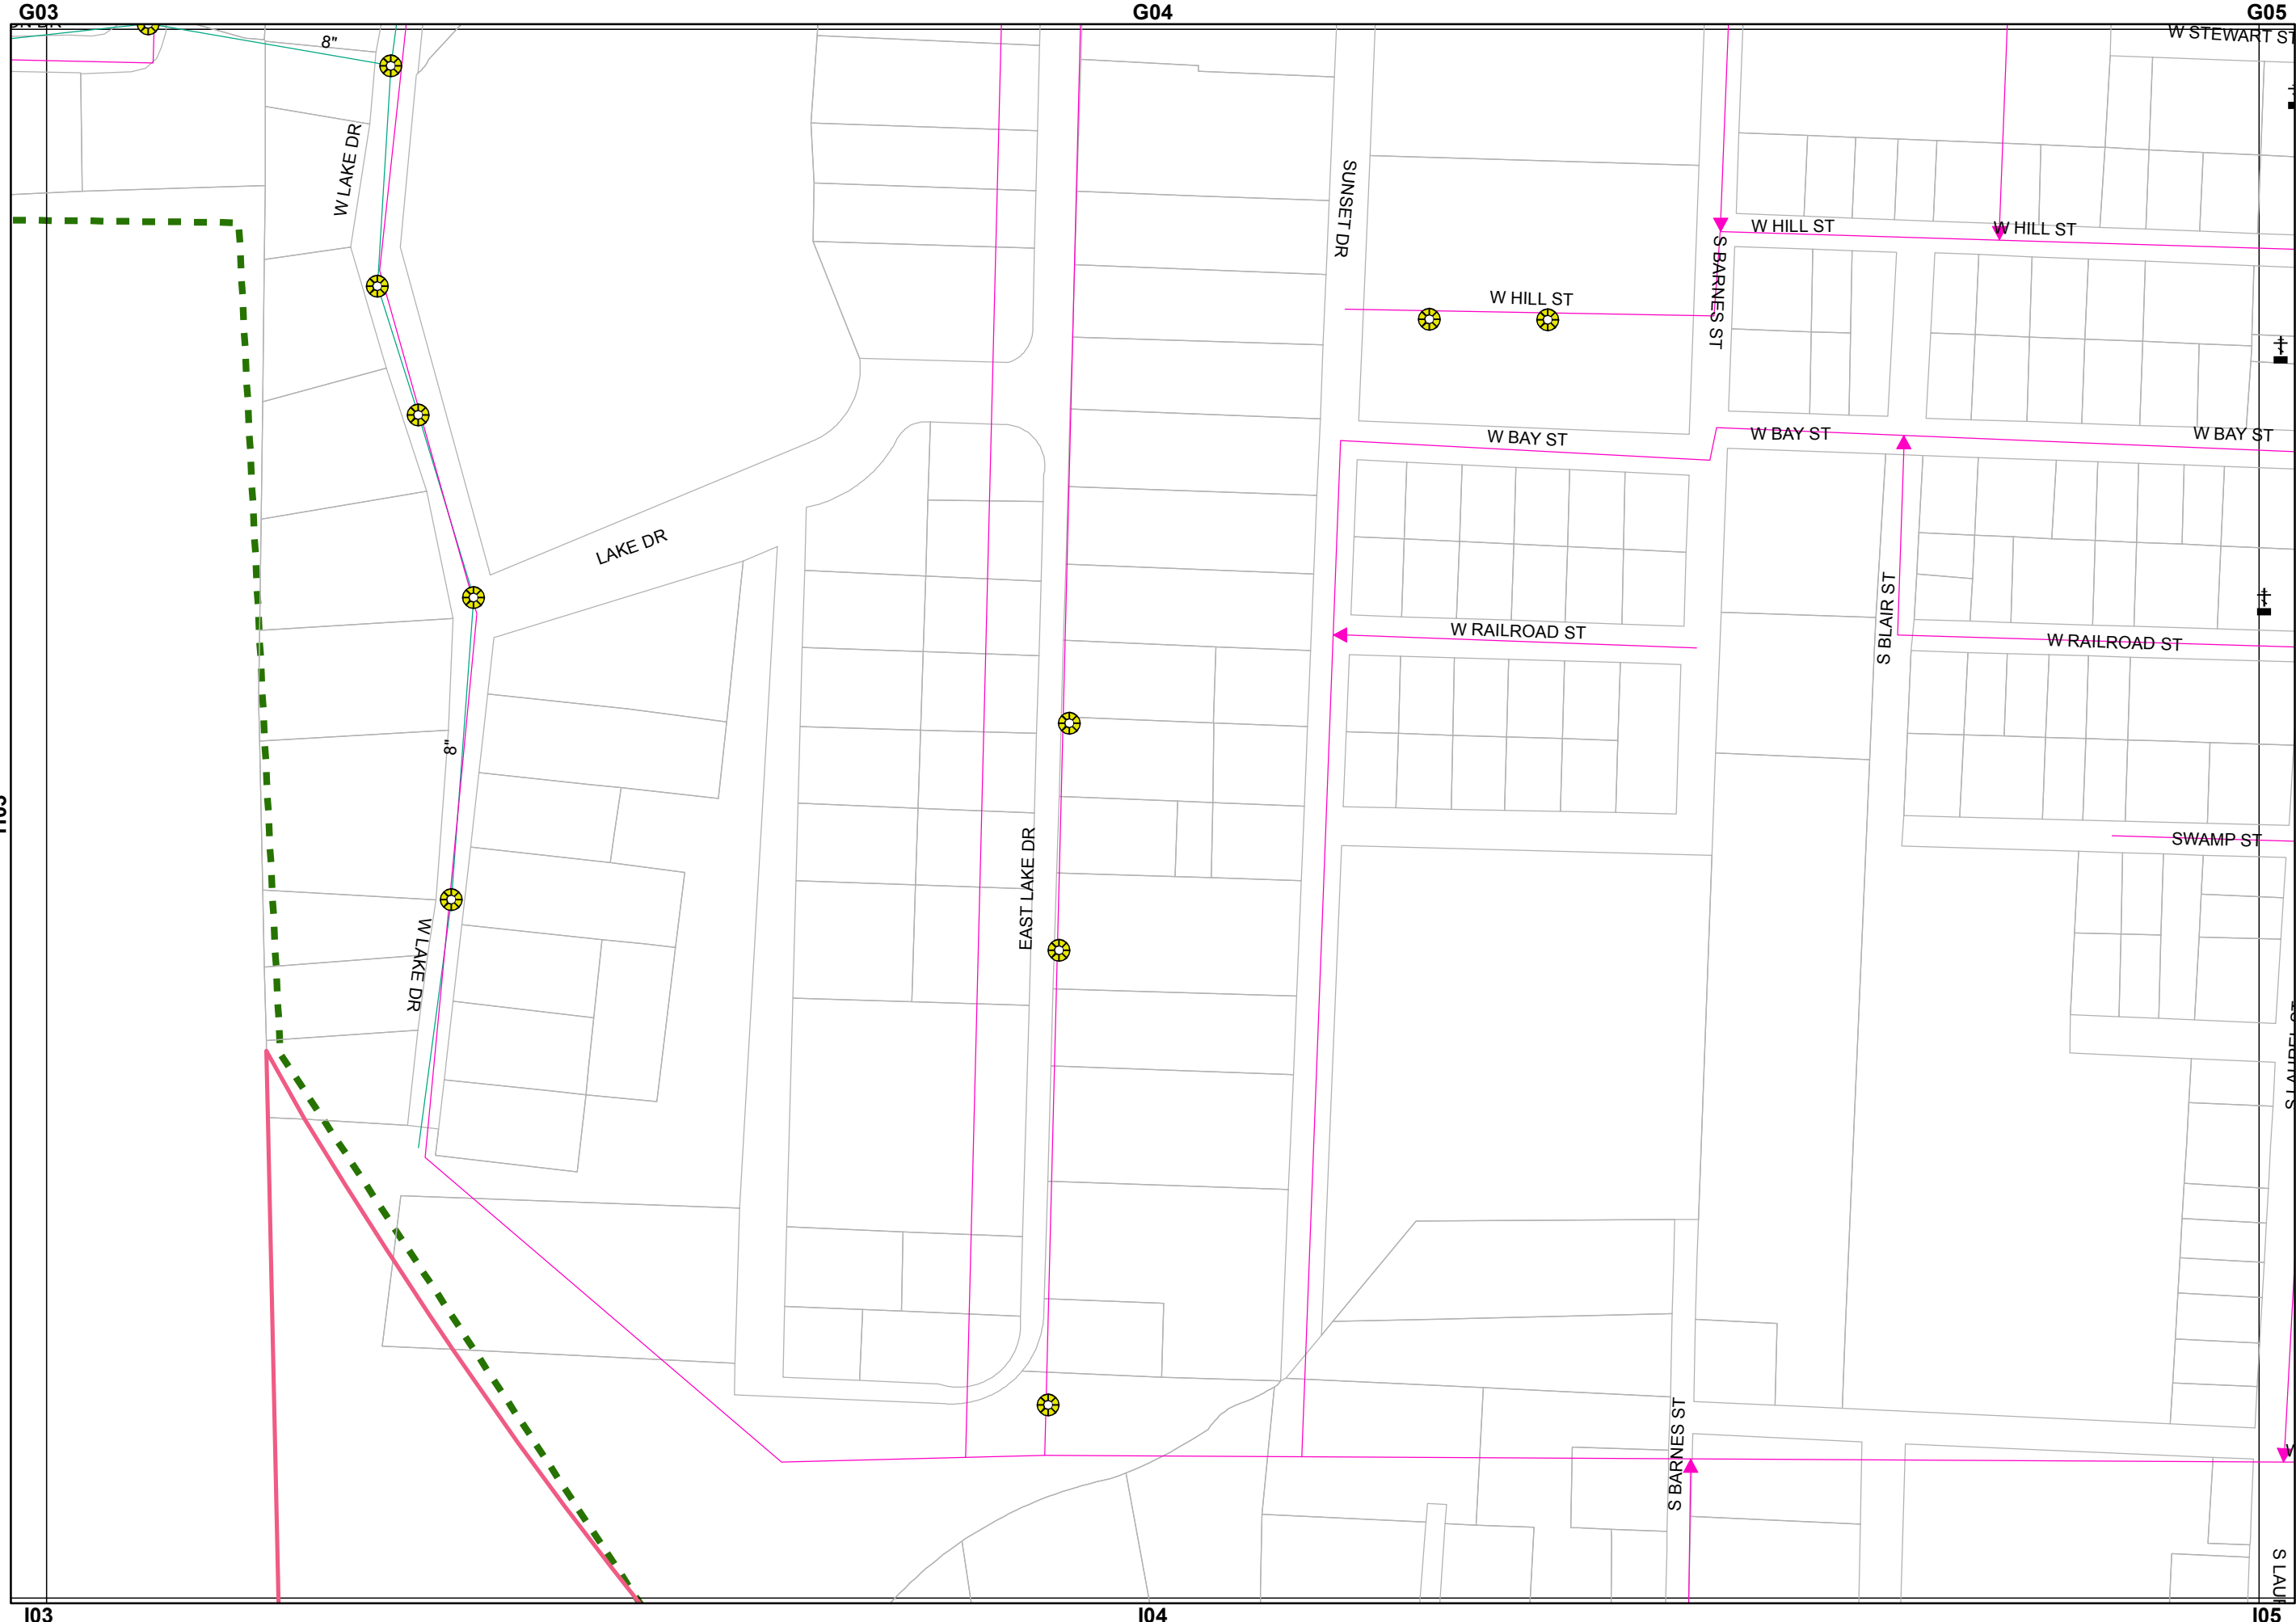 G03
G04
G05
W STEWART ST
8"
W LAKE DR
SUNSET DR
W HILL ST
W HILL ST
S BARNES ST
W HILL ST
W BAY ST
W BAY ST
W BAY ST
LAKE DR
S BLAIR ST
W RAILROAD ST
W RAILROAD ST
8"
EAST LAKE DR
SWAMP ST
W LAKE DR
S BARNES ST
W
S LAUR
I03
I04
I05